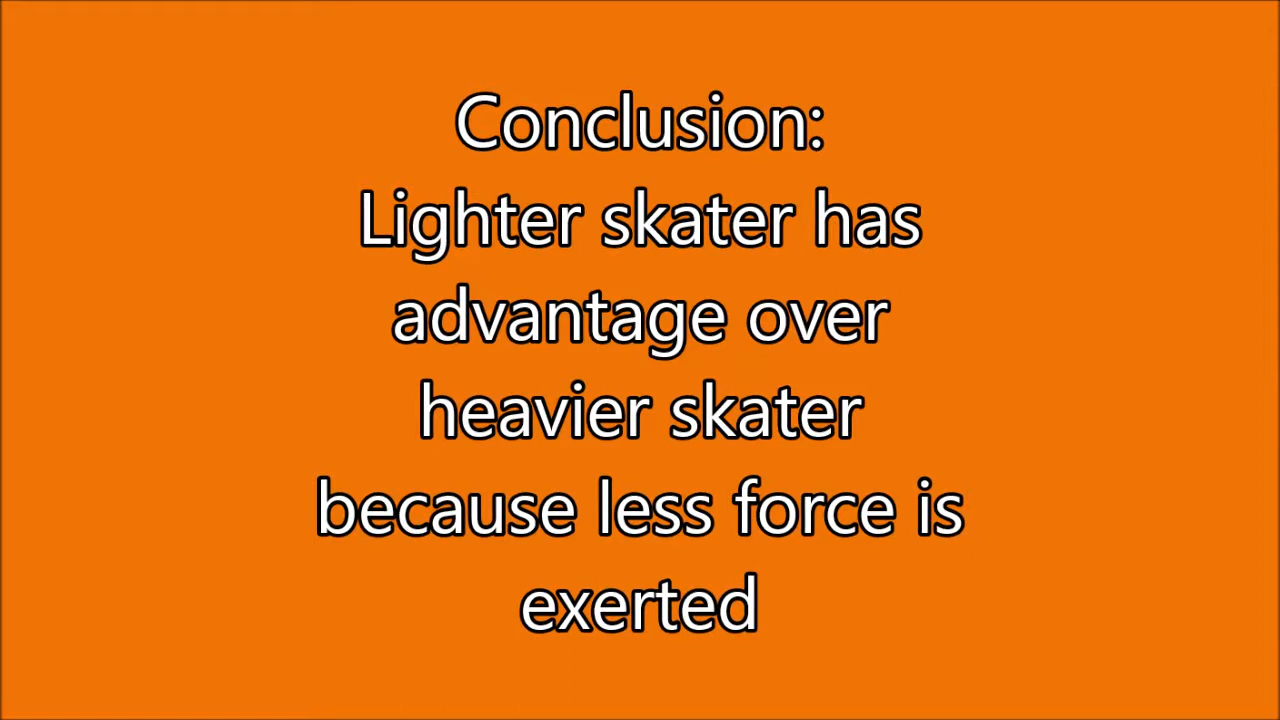 Conclusion:
Lighter skater has
advantage over
heavier skater
because less force is
exerted